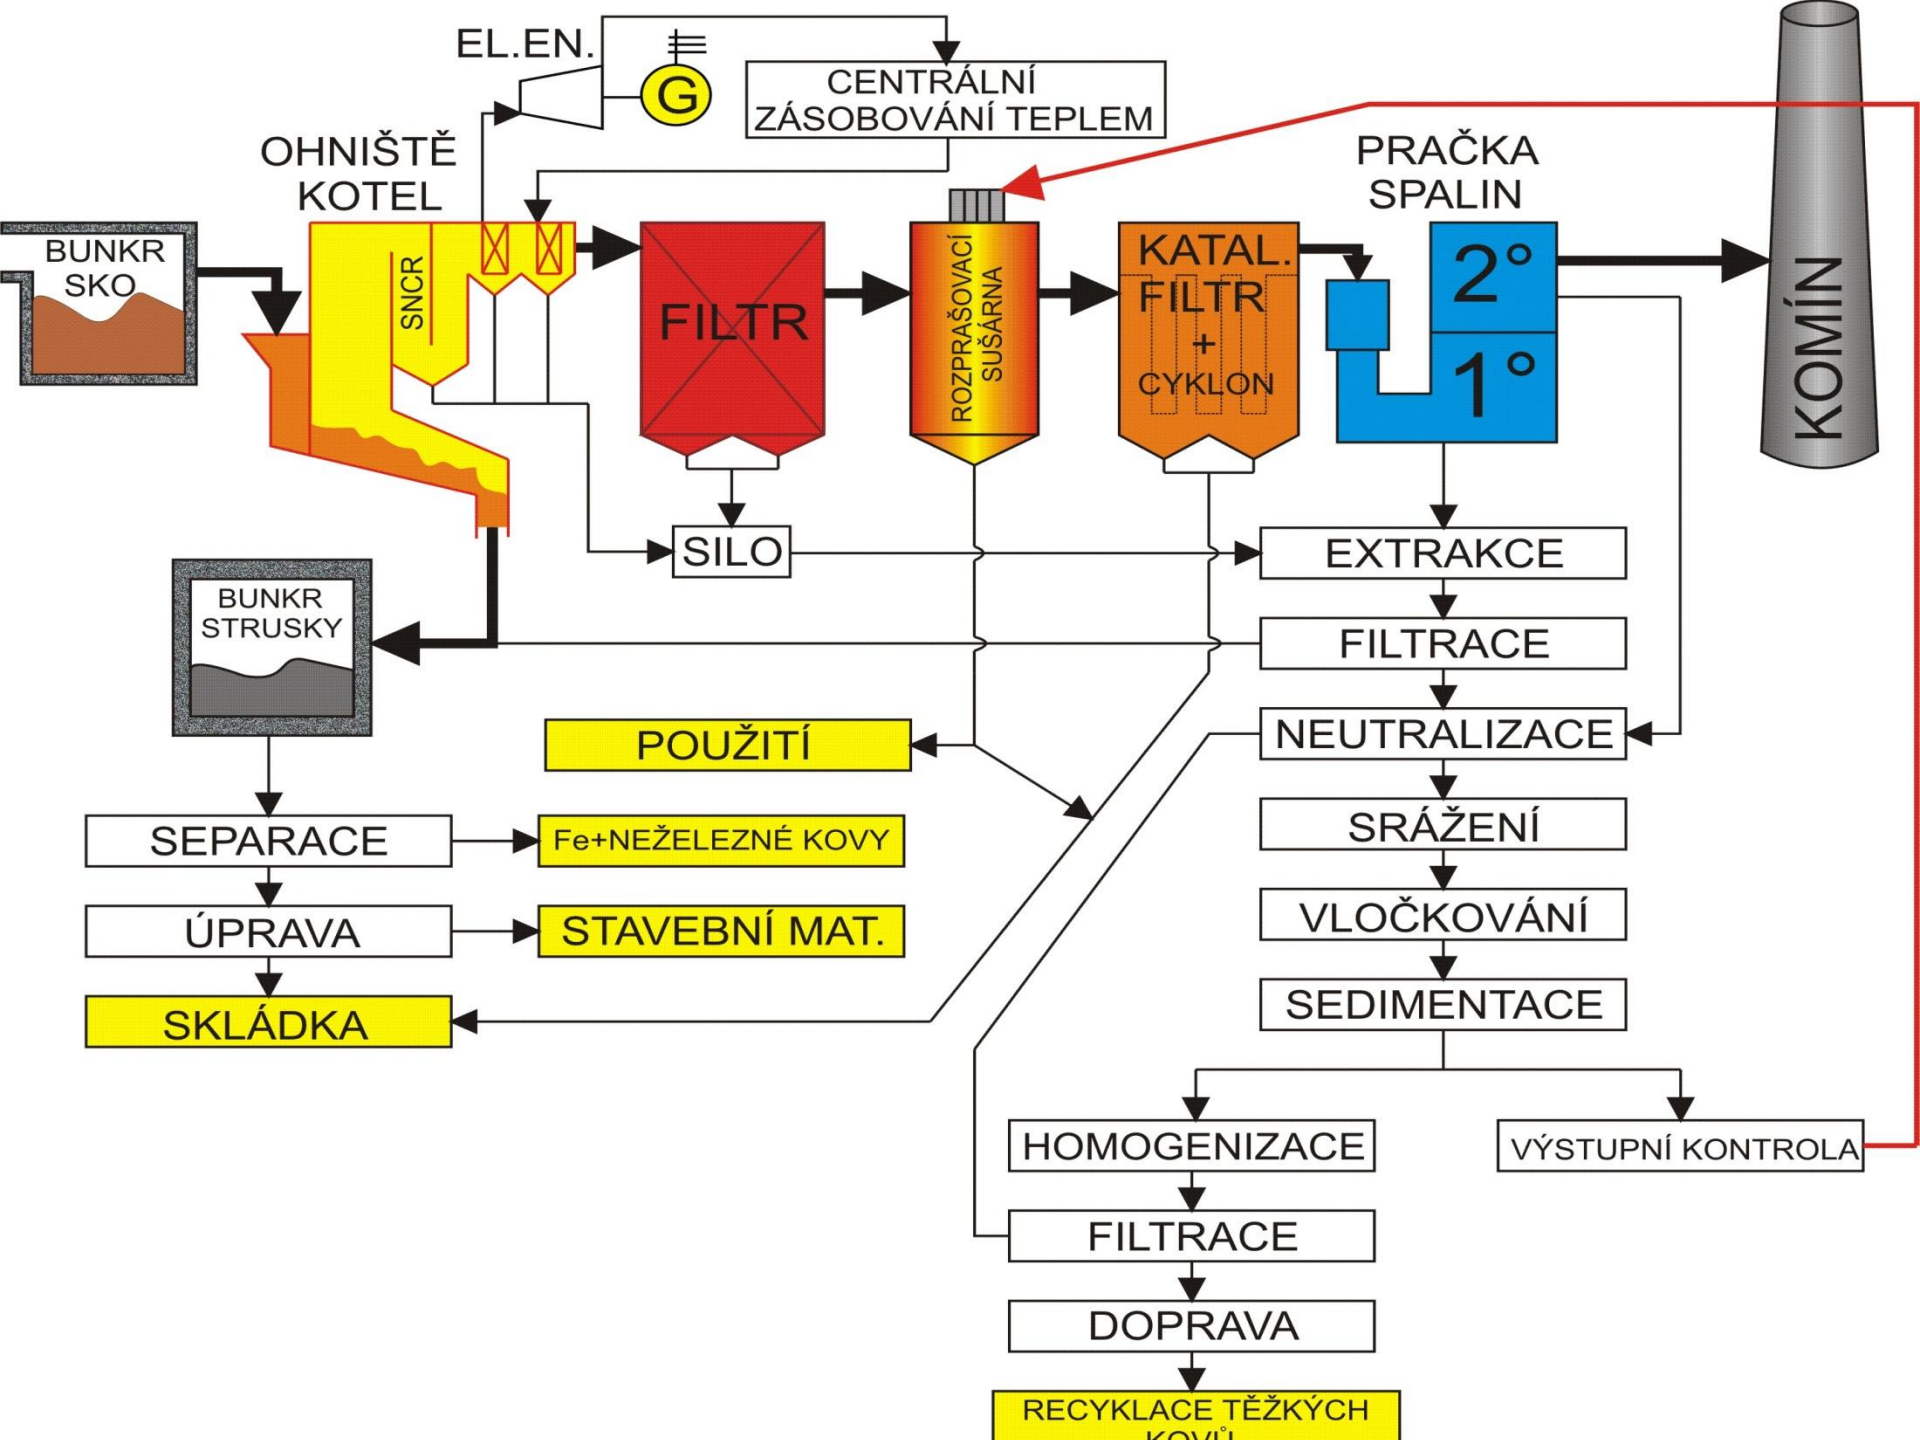 EL.EN.
G
CENTRÁLNÍ
ZÁSOBOVÁNÍ TEPLEM
OHNIŠTĚ
KOTEL
PRAČKA
SPALIN
BUNKR
SKO
SNCR
FILTR
ROZPRAŠOVACÍ
SUŠÁRNA
KATAL.
FILTR
+
CYKLON
2°
1°
KOMÍN
SILO
EXTRAKCE
BUNKR
STRUSKY
FILTRACE
POUŽITÍ
NEUTRALIZACE
SEPARACE
Fe+NEŽELEZNÉ KOVY
SRÁŽENÍ
ÚPRAVA
STAVEBNÍ MAT.
VLOČKOVÁNÍ
SKLÁDKA
SEDIMENTACE
HOMOGENIZACE
VÝSTUPNÍ KONTROLA
FILTRACE
DOPRAVA
RECYKLACE TĚŽKÝCH
KOVŮ